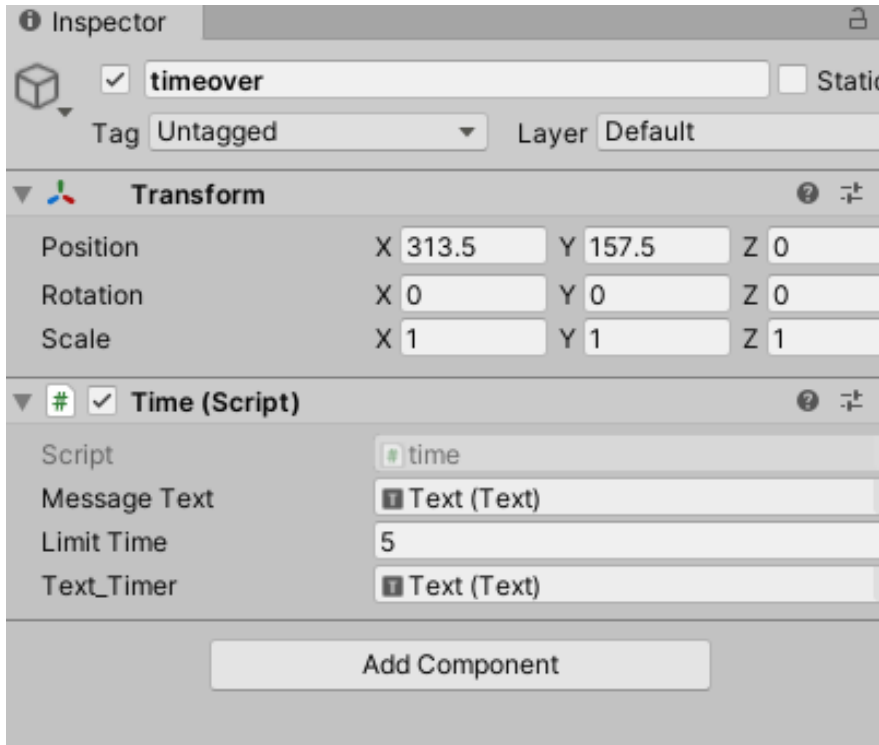 Inspector
timeover Static
Tag Untagged Layer Default
Transform
Position X 313.5 Y 157.5 Z 0
Rotation X 0 Y 0 Z 0
Scale X 1 Y 1 Z 1
# Time (Script)
Script # time
Message Text T Text (Text)
Limit Time 5
Text_Timer T Text (Text)
Add Component